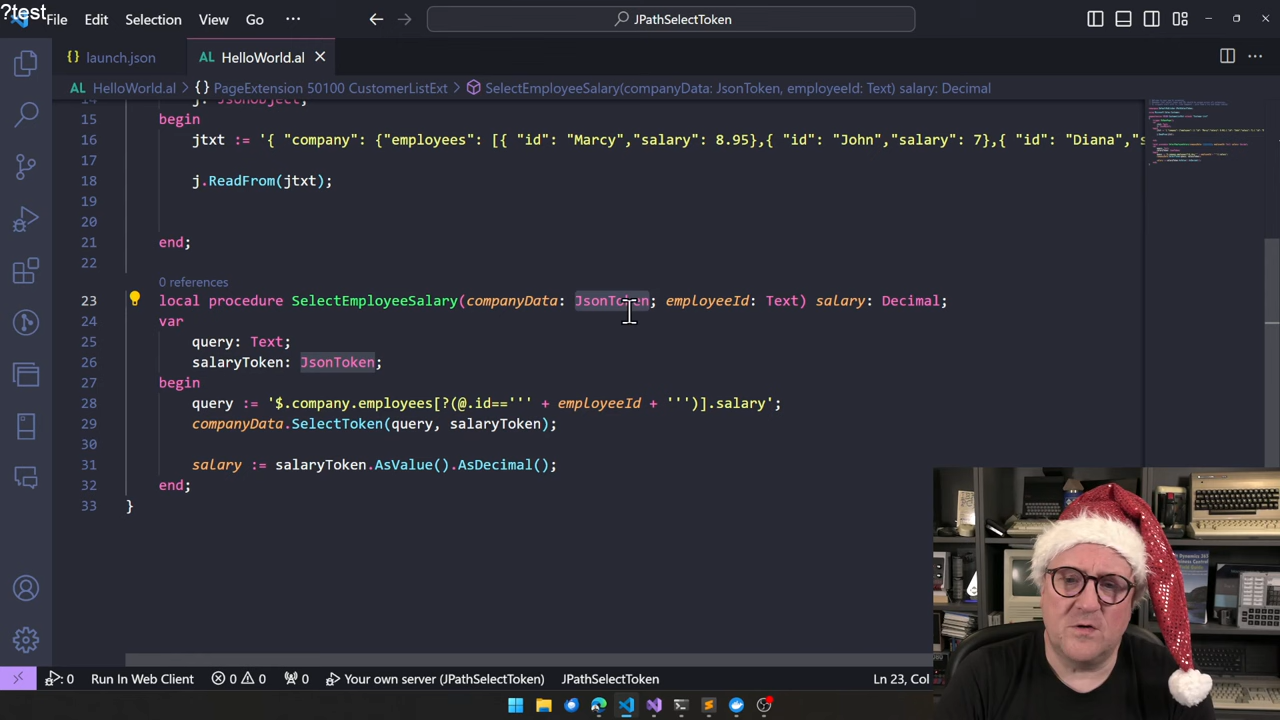 ?test
File Edit Selection View Go ···
JPathSelectToken
{} launch.json
AL HelloWorld.al ×
AL HelloWorld.al > {} PageExtension 50100 CustomerListExt > SelectEmployeeSalary(companyData: JsonToken, employeeId: Text) salary: Decimal
14 j: JsonObject;
15 begin
16 jtxt := '{ "company": {"employees": [{ "id": "Marcy","salary": 8.95},{ "id": "John","salary": 7},{ "id": "Diana","s
17
18 j.ReadFrom(jtxt);
19
20
21 end;
22
0 references
23 local procedure SelectEmployeeSalary(companyData: JsonToken; employeeId: Text) salary: Decimal;
24 var
25 query: Text;
26 salaryToken: JsonToken;
27 begin
28 query := '$.company.employees[?(@.id==''' + employeeId + ''')].salary';
29 companyData.SelectToken(query, salaryToken);
30
31 salary := salaryToken.AsValue().AsDecimal();
32 end;
33 }
0 Run In Web Client 0 0 0 Your own server (JPathSelectToken) JPathSelectToken Ln 23, Col